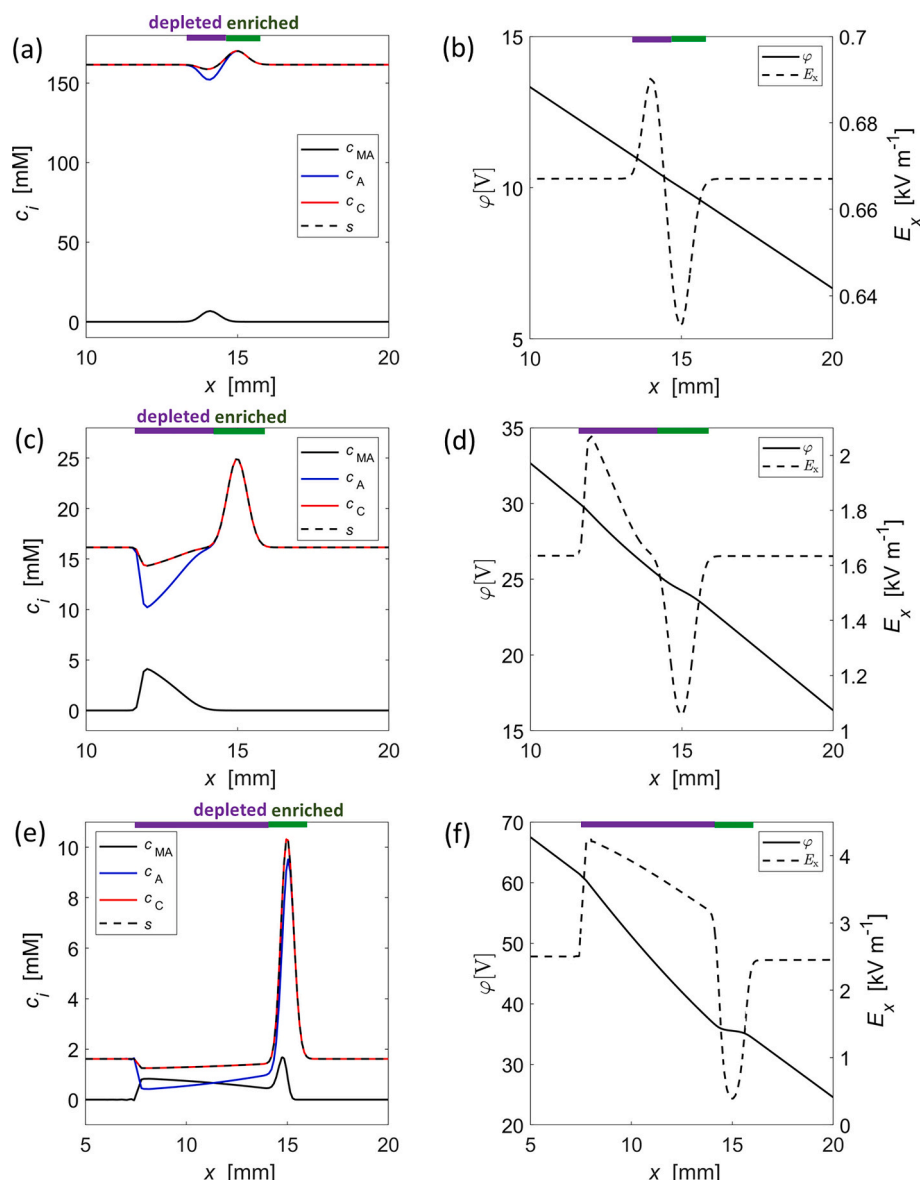 depleted enriched
(a)
150
100
50
0
c_i [mM]
c_MA
c_A
c_C
s
10 15 20
x [mm]
(b)
15
10
5
φ[V]
φ
E_x
0.7
0.68
0.66
0.64
E_x [kV m⁻¹]
10 15 20
x [mm]
depleted enriched
(c)
25
20
15
10
5
0
c_i [mM]
c_MA
c_A
c_C
s
10 15 20
x [mm]
(d)
35
30
25
20
15
φ[V]
φ
E_x
2
1.8
1.6
1.4
1.2
1
E_x [kV m⁻¹]
10 15 20
x [mm]
depleted enriched
(e)
10
8
6
4
2
0
c_i [mM]
c_MA
c_A
c_C
s
5 10 15 20
x [mm]
(f)
70
60
50
40
30
20
φ[V]
φ
E_x
4
3
2
1
0
E_x [kV m⁻¹]
5 10 15 20
x [mm]